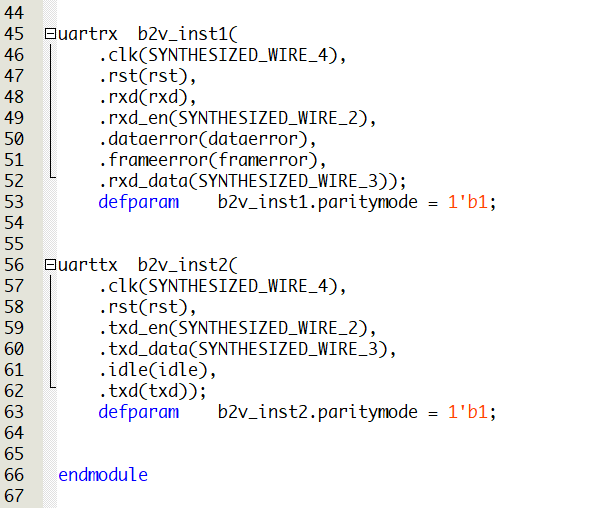 44
45 uartrx b2v_inst1(
46 .clk(SYNTHESIZED_WIRE_4),
47 .rst(rst),
48 .rxd(rxd),
49 .rxd_en(SYNTHESIZED_WIRE_2),
50 .dataerror(dataerror),
51 .frameerror(framerror),
52 .rxd_data(SYNTHESIZED_WIRE_3));
53 defparam b2v_inst1.paritymode = 1'b1;
54
55
56 uarttx b2v_inst2(
57 .clk(SYNTHESIZED_WIRE_4),
58 .rst(rst),
59 .txd_en(SYNTHESIZED_WIRE_2),
60 .txd_data(SYNTHESIZED_WIRE_3),
61 .idle(idle),
62 .txd(txd));
63 defparam b2v_inst2.paritymode = 1'b1;
64
65
66 endmodule
67